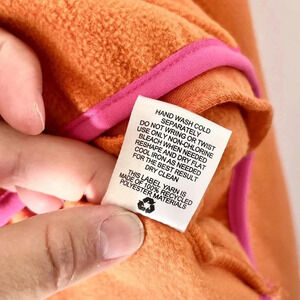 HAND WASH COLD
SEPARATELY
DO NOT WRING OR TWIST
USE ONLY NON-CHLORINE
BLEACH WHEN NEEDED
RESHAPE AND DRY FLAT
COOL IRON AS NEEDED
FOR THE BEST RESULT
DRY CLEAN
THIS LABEL YARN IS
MADE OF 100% RECYCLED
POLYESTER MATERIALS